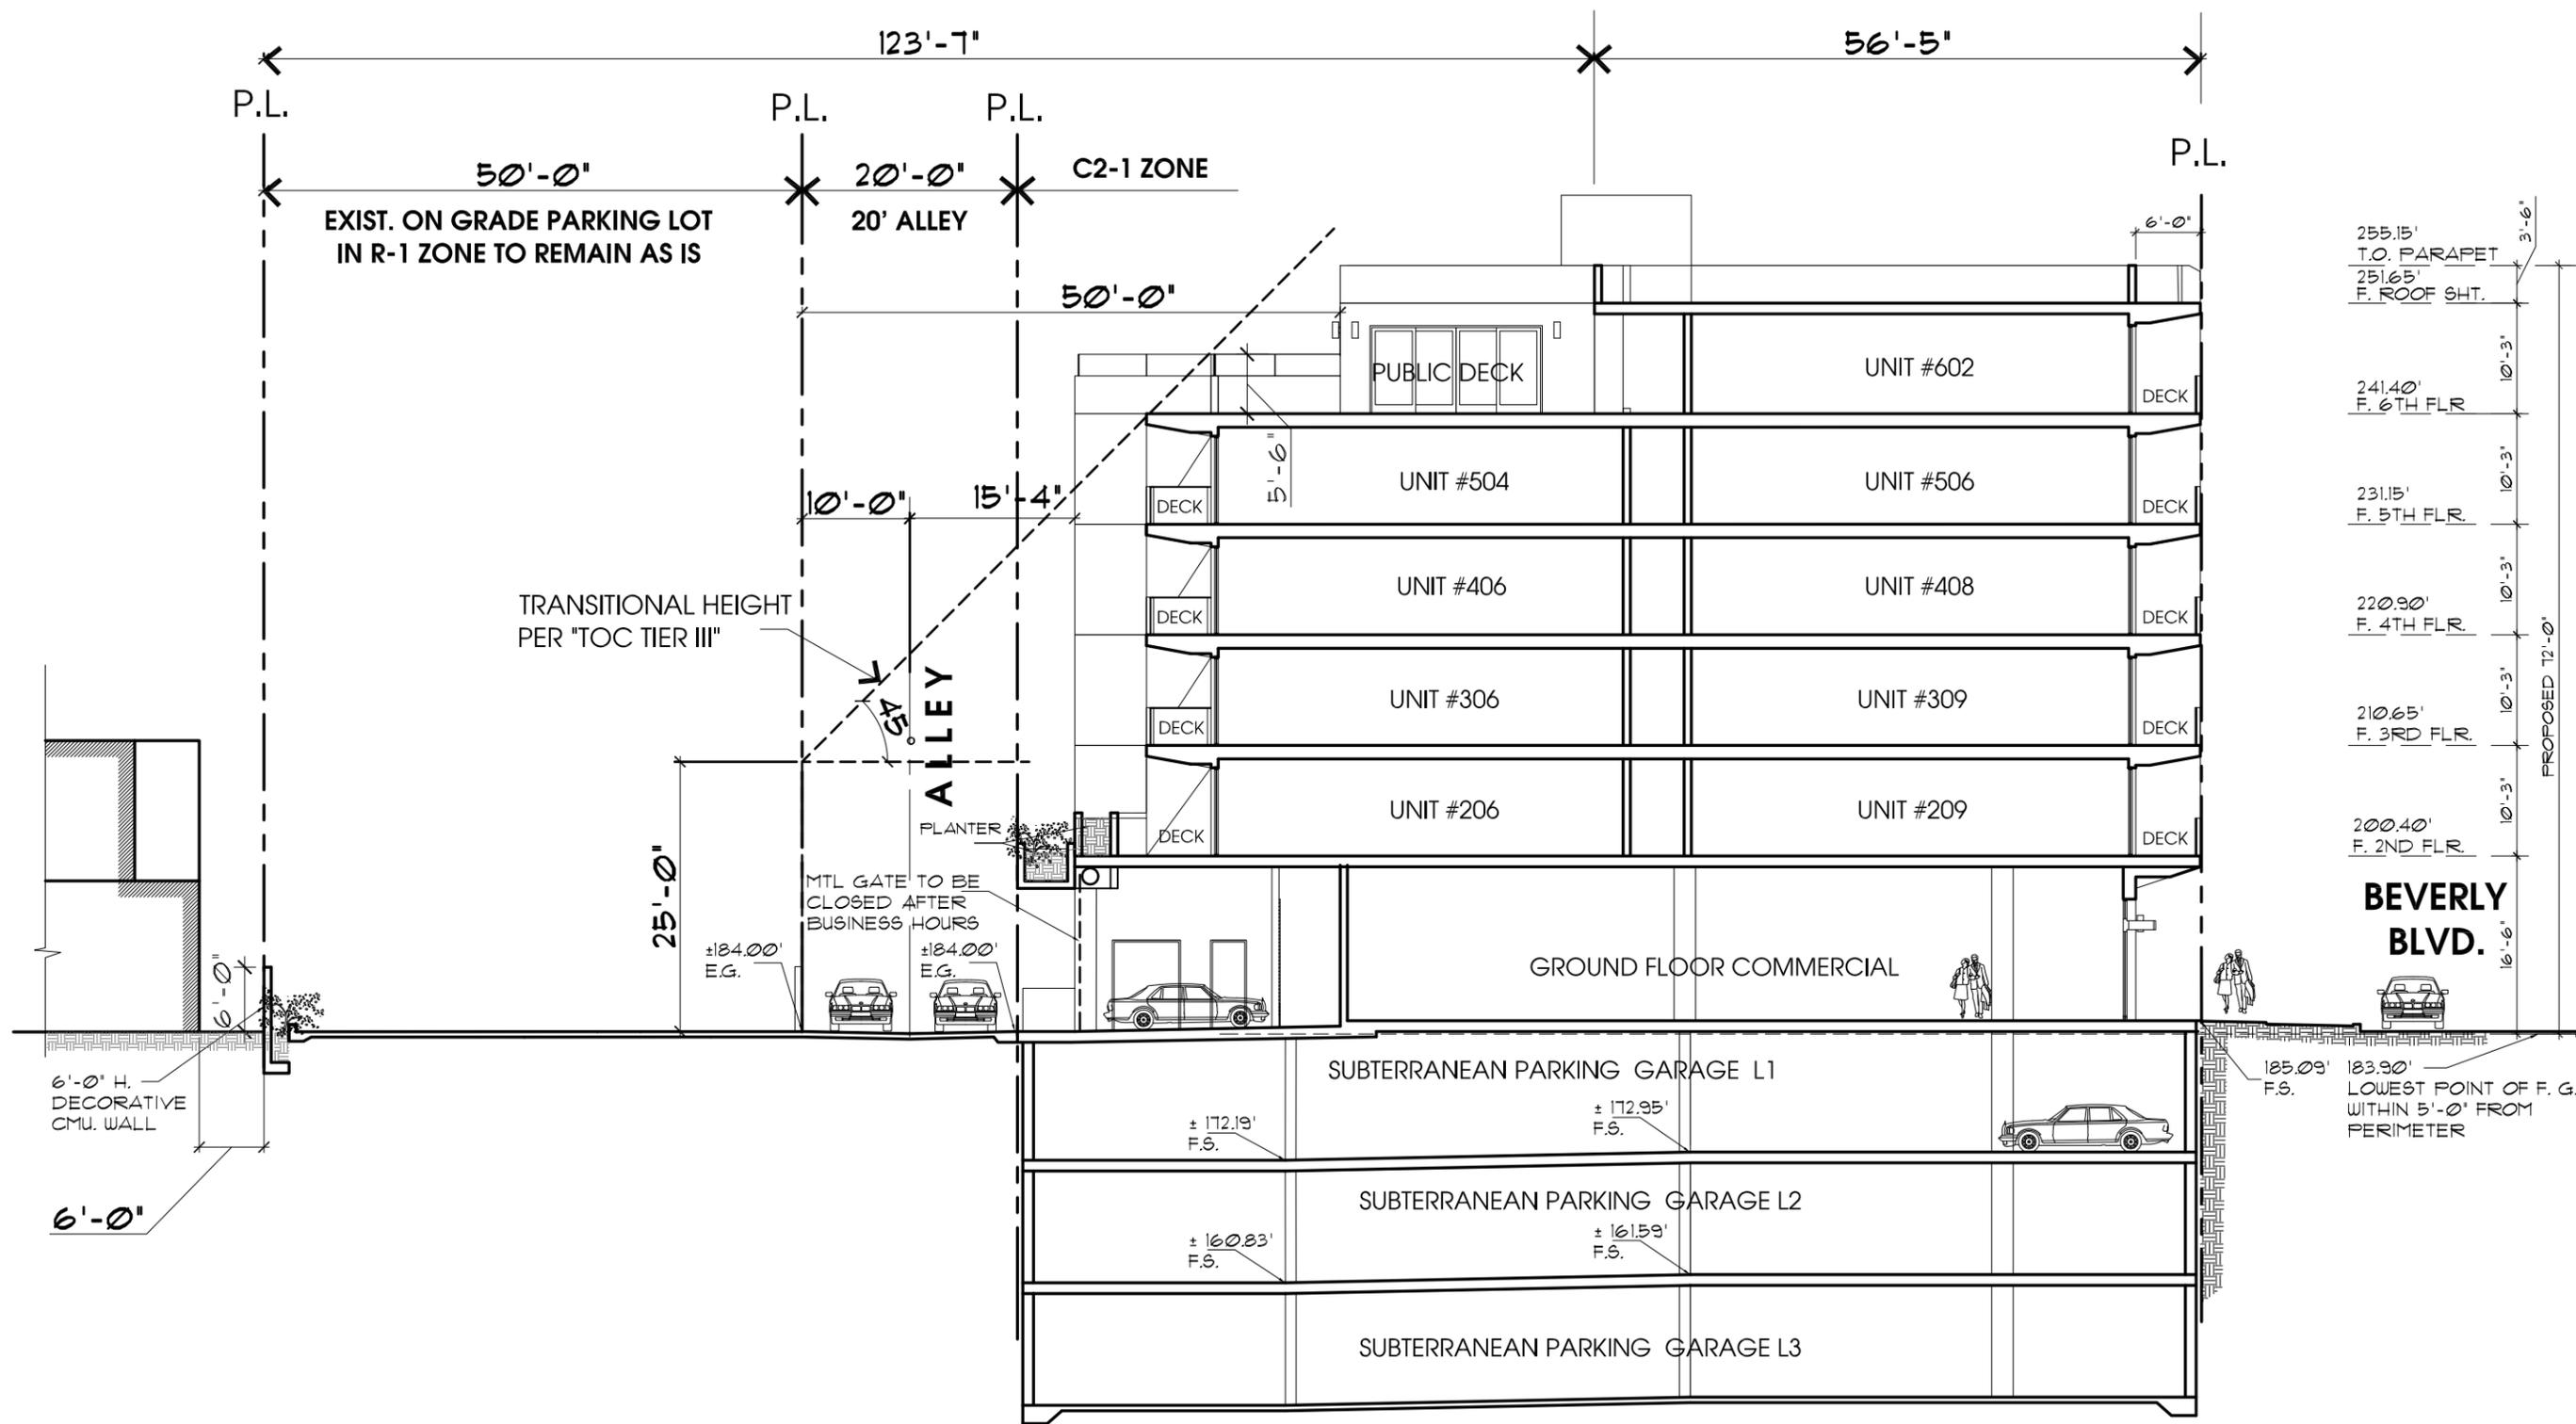 123'-7"
56'-5"
P.L.
P.L.
P.L.
P.L.
50'-0"
20'-0"
C2-1 ZONE
EXIST. ON GRADE PARKING LOT
IN R-1 ZONE TO REMAIN AS IS
20' ALLEY
6'-0"
3'-6"
255.15'
T.O. PARAPET
251.65'
F. ROOF SHT.
50'-0"
PUBLIC DECK
UNIT #602
DECK
10'-3"
241.40'
F. 6TH FLR
5'-6"
UNIT #504
UNIT #506
DECK
DECK
10'-3"
231.15'
F. 5TH FLR.
10'-0"
15'-4"
TRANSITIONAL HEIGHT
PER "TOC TIER III"
UNIT #406
UNIT #408
DECK
DECK
10'-3"
220.90'
F. 4TH FLR.
45°
ALLEY
UNIT #306
UNIT #309
DECK
DECK
10'-3"
210.65'
F. 3RD FLR.
PROPOSED 72'-0"
UNIT #206
UNIT #209
PLANTER
DECK
DECK
10'-3"
200.40'
F. 2ND FLR.
25'-0"
MTL GATE TO BE
CLOSED AFTER
BUSINESS HOURS
±184.00'
E.G.
±184.00'
E.G.
GROUND FLOOR COMMERCIAL
BEVERLY
BLVD.
16'-6"
6'-0"
6'-0" H.
DECORATIVE
CMU. WALL
6'-0"
SUBTERRANEAN PARKING GARAGE L1
185.09'
F.S.
183.90'
LOWEST POINT OF F. G.
WITHIN 5'-0" FROM
PERIMETER
± 172.19'
F.S.
± 172.95'
F.S.
SUBTERRANEAN PARKING GARAGE L2
± 160.83'
F.S.
± 161.59'
F.S.
SUBTERRANEAN PARKING GARAGE L3